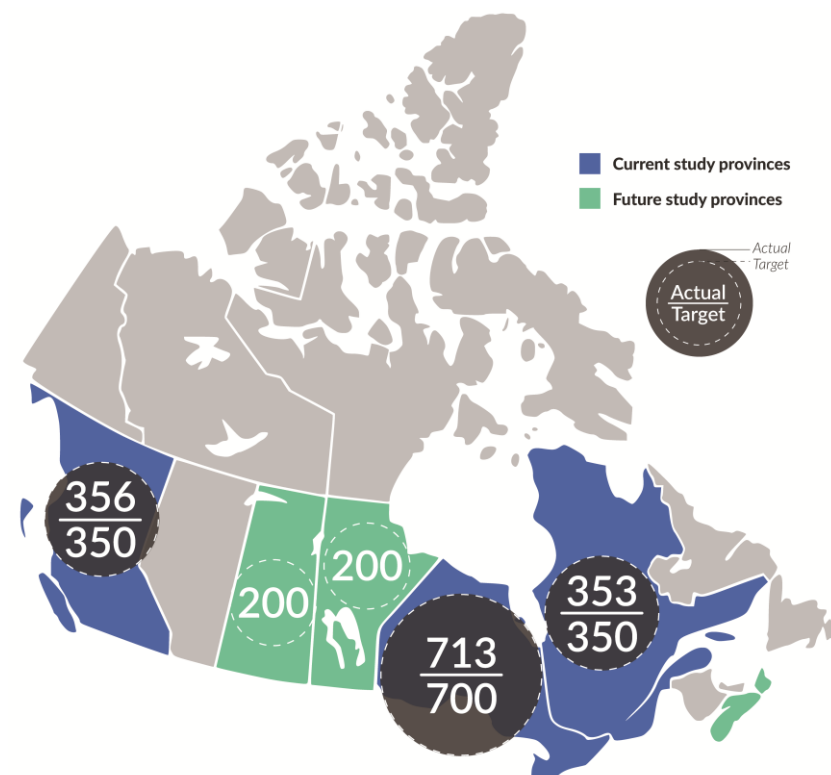 Current study provinces
Future study provinces
Actual
Target
Actual
Target
356
350
200
200
713
700
353
350